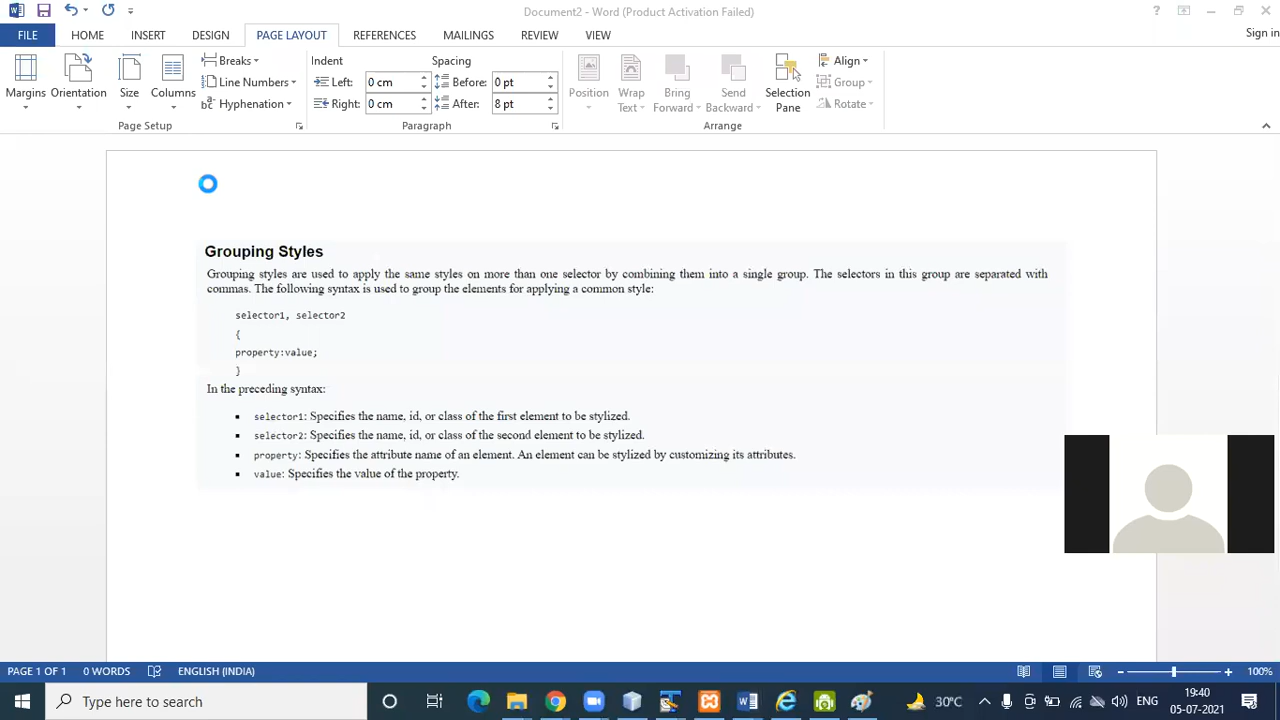 Document2 - Word (Product Activation Failed)
FILE HOME INSERT DESIGN PAGE LAYOUT REFERENCES MAILINGS REVIEW VIEW Sign in
Margins
Orientation
Size
Columns
Breaks
Line Numbers
Hyphenation
Page Setup
Indent
Left: 0 cm
Right: 0 cm
Spacing
Before: 0 pt
After: 8 pt
Paragraph
Position
Wrap
Text
Bring
Forward
Send
Backward
Selection
Pane
Align
Group
Rotate
Arrange
Grouping Styles
Grouping styles are used to apply the same styles on more than one selector by combining them into a single group. The selectors in this group are separated with
commas. The following syntax is used to group the elements for applying a common style:
selector1, selector2
{
property:value;
}
In the preceding syntax:
▪ selector1: Specifies the name, id, or class of the first element to be stylized.
▪ selector2: Specifies the name, id, or class of the second element to be stylized.
▪ property: Specifies the attribute name of an element. An element can be stylized by customizing its attributes.
▪ value: Specifies the value of the property.
PAGE 1 OF 1 0 WORDS ENGLISH (INDIA) 100%
Type here to search
30°C
ENG
19:40
05-07-2021